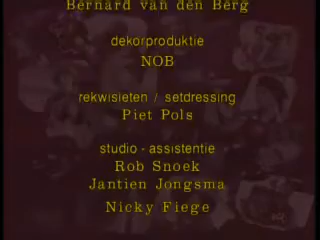 Bernard van den Berg
dekorproduktie
NOB
rekwisieten / setdressing
Piet Pols
studio - assistentie
Rob Snoek
Jantien Jongsma
Nicky Fiege